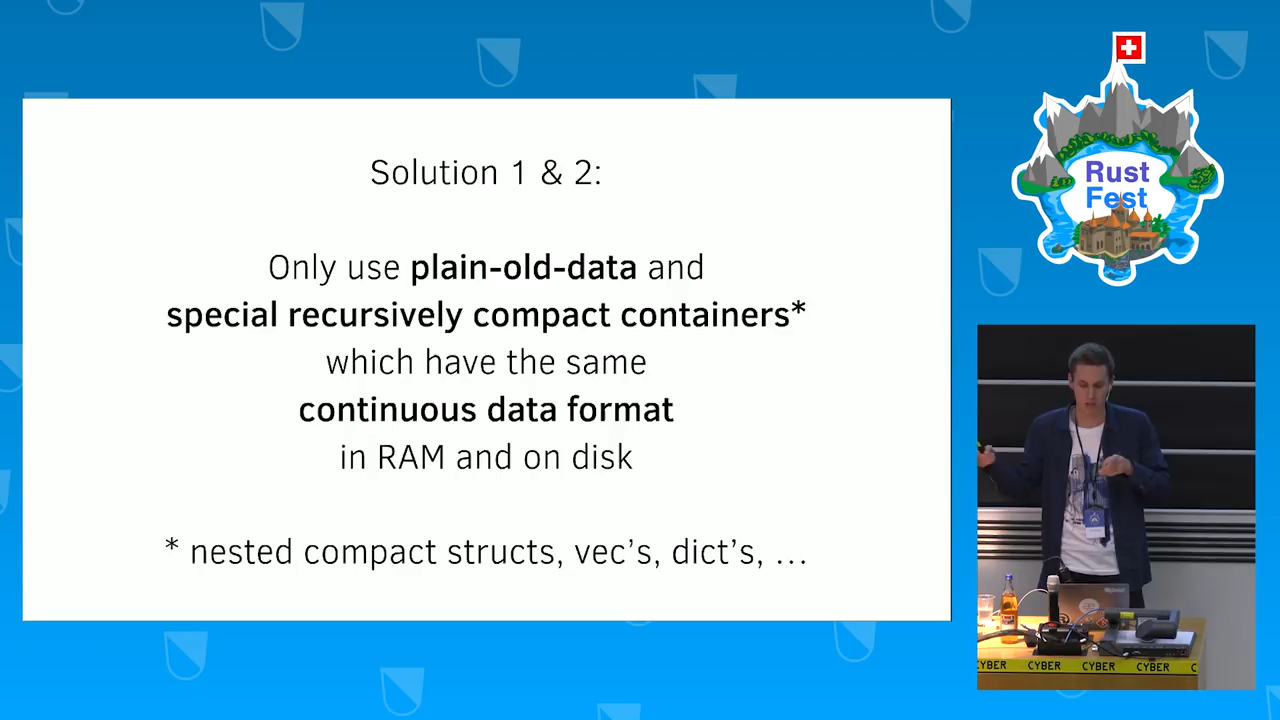 Solution 1 & 2:
Only use plain-old-data and
special recursively compact containers*
which have the same
continuous data format
in RAM and on disk
* nested compact structs, vec's, dict's, ...
Rust
Fest
CYBER CYBER CYBER CYBER C